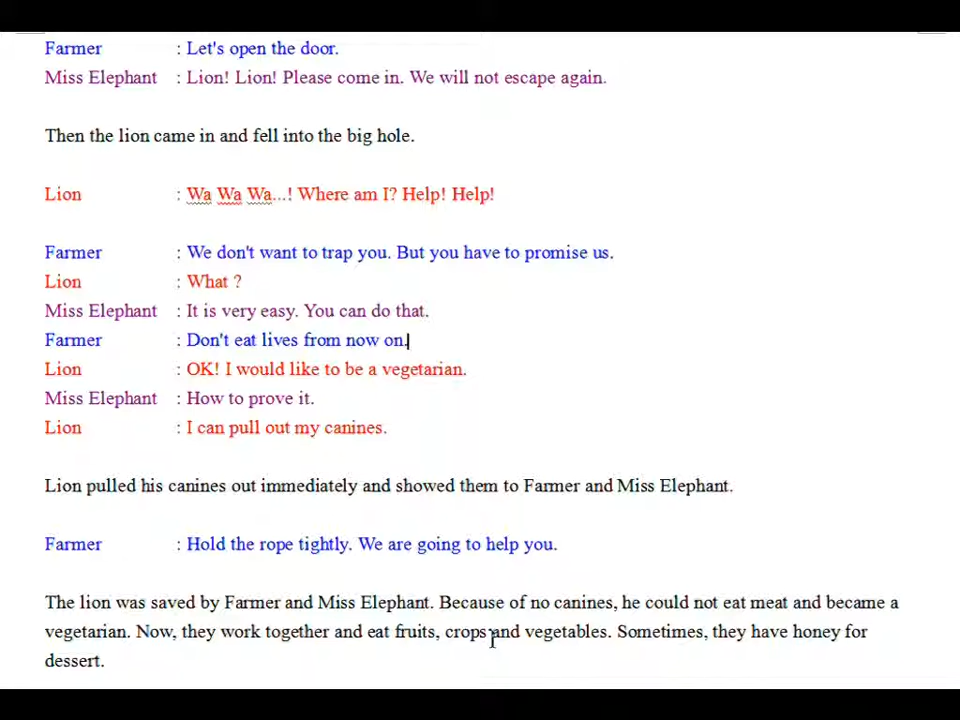 Farmer : Let's open the door.
Miss Elephant : Lion! Lion! Please come in. We will not escape again.
Then the lion came in and fell into the big hole.
Lion : Wa Wa Wa...! Where am I? Help! Help!
Farmer : We don't want to trap you. But you have to promise us.
Lion : What ?
Miss Elephant : It is very easy. You can do that.
Farmer : Don't eat lives from now on.
Lion : OK! I would like to be a vegetarian.
Miss Elephant : How to prove it.
Lion : I can pull out my canines.
Lion pulled his canines out immediately and showed them to Farmer and Miss Elephant.
Farmer : Hold the rope tightly. We are going to help you.
The lion was saved by Farmer and Miss Elephant. Because of no canines, he could not eat meat and became a
vegetarian. Now, they work together and eat fruits, crops and vegetables. Sometimes, they have honey for
dessert.